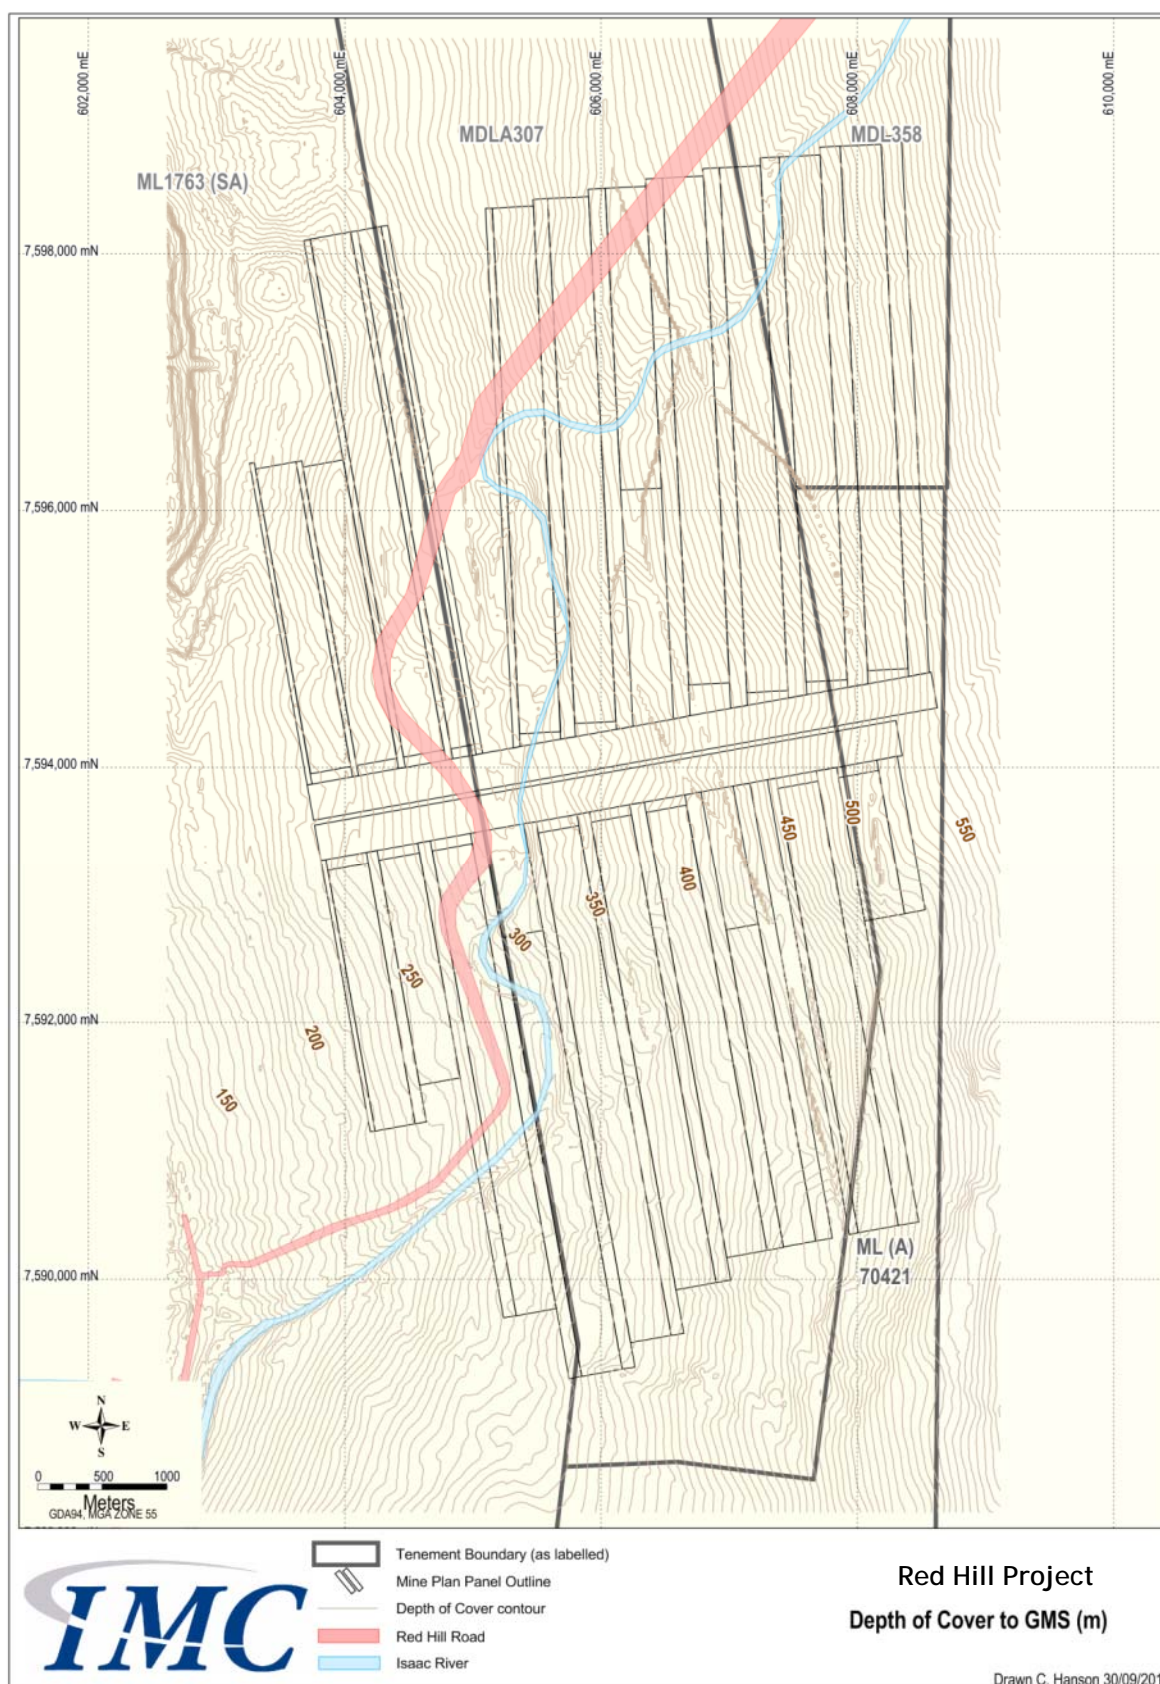 602,000 mE
604,000 mE
606,000 mE
608,000 mE
610,000 mE
MDLA307
MDL358
ML1763 (SA)
7,598,000 mN
7,596,000 mN
7,594,000 mN
500
450
550
400
350
300
250
7,592,000 mN
200
150
ML (A)
70421
7,590,000 mN
N
W E
S
0 500 1000
Meters
GDA94, MGA ZONE 55
Tenement Boundary (as labelled)
Mine Plan Panel Outline
Depth of Cover contour
Red Hill Road
Isaac River
IMC
Red Hill Project
Depth of Cover to GMS (m)
Drawn C. Hanson 30/09/201